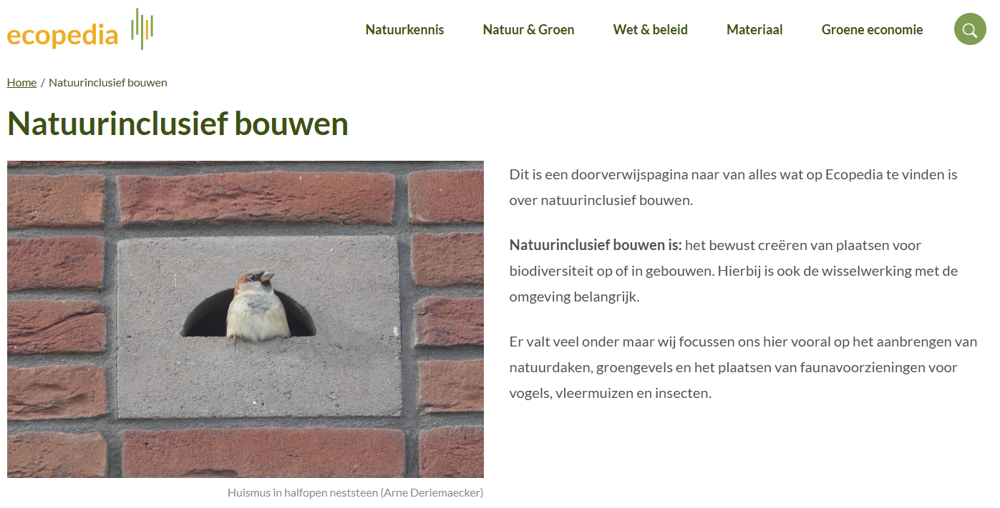 ecopedia
Natuurkennis
Natuur & Groen
Wet & beleid
Materiaal
Groene economie
Home / Natuurinclusief bouwen
Natuurinclusief bouwen
Dit is een doorverwijspagina naar van alles wat op Ecopedia te vinden is
over natuurinclusief bouwen.
Natuurinclusief bouwen is: het bewust creëren van plaatsen voor
biodiversiteit op of in gebouwen. Hierbij is ook de wisselwerking met de
omgeving belangrijk.
Er valt veel onder maar wij focussen ons hier vooral op het aanbrengen van
natuurdaken, groengevels en het plaatsen van faunavoorzieningen voor
vogels, vleermuizen en insecten.
Huismus in halfopen neststeen (Arne Deriemaecker)